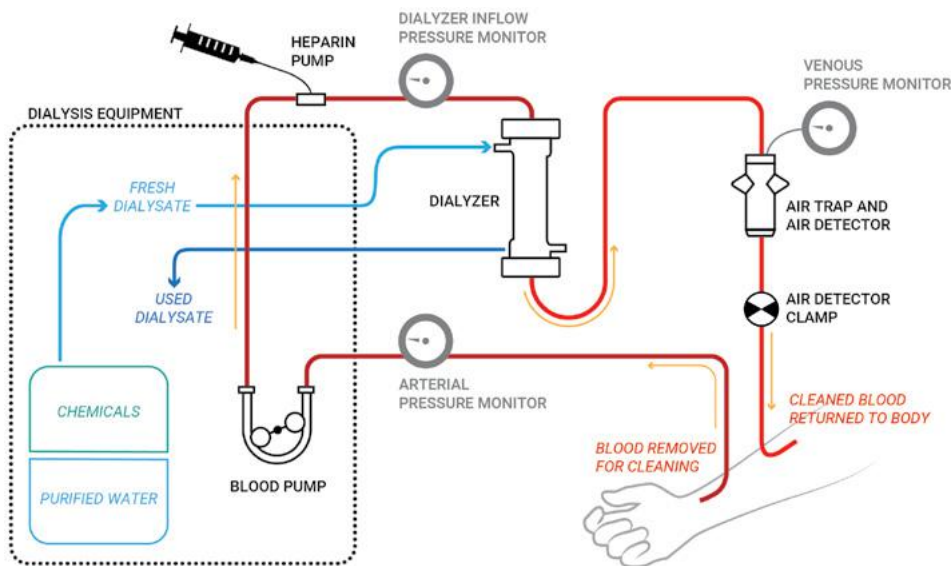 DIALYZER INFLOW
PRESSURE MONITOR
HEPARIN
PUMP
VENOUS
PRESSURE MONITOR
DIALYSIS EQUIPMENT
FRESH
DIALYSATE
DIALYZER
AIR TRAP AND
AIR DETECTOR
USED
DIALYSATE
AIR DETECTOR
CLAMP
ARTERIAL
PRESSURE MONITOR
CHEMICALS
CLEANED BLOOD
RETURNED TO BODY
BLOOD REMOVED
FOR CLEANING
BLOOD PUMP
PURIFIED WATER